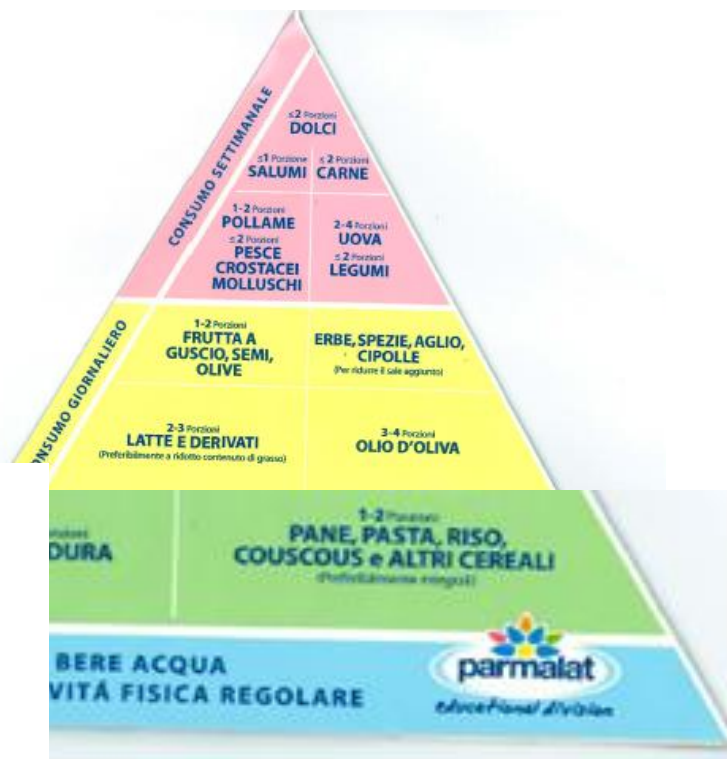 CONSUMO SETTIMANALE
≤2 Porzioni
DOLCI
≤1 Porzione
SALUMI
≤ 2 Porzioni
CARNE
1-2 Porzioni
POLLAME
≤ 2 Porzioni
PESCE
CROSTACEI
MOLLUSCHI
2-4 Porzioni
UOVA
≤ 2 Porzioni
LEGUMI
ONSUMO GIORNALIERO
1-2 Porzioni
FRUTTA A
GUSCIO, SEMI,
OLIVE
ERBE, SPEZIE, AGLIO,
CIPOLLE
(Per ridurre il sale aggiunto)
2-3 Porzioni
LATTE E DERIVATI
(Preferibilmente a ridotto contenuto di grasso)
3-4 Porzioni
OLIO D'OLIVA
DURA
1-2 Porzioni
PANE, PASTA, RISO,
COUSCOUS e ALTRI CEREALI
(Preferibilmente integrali)
BERE ACQUA
VITÁ FISICA REGOLARE
parmalat
educational division